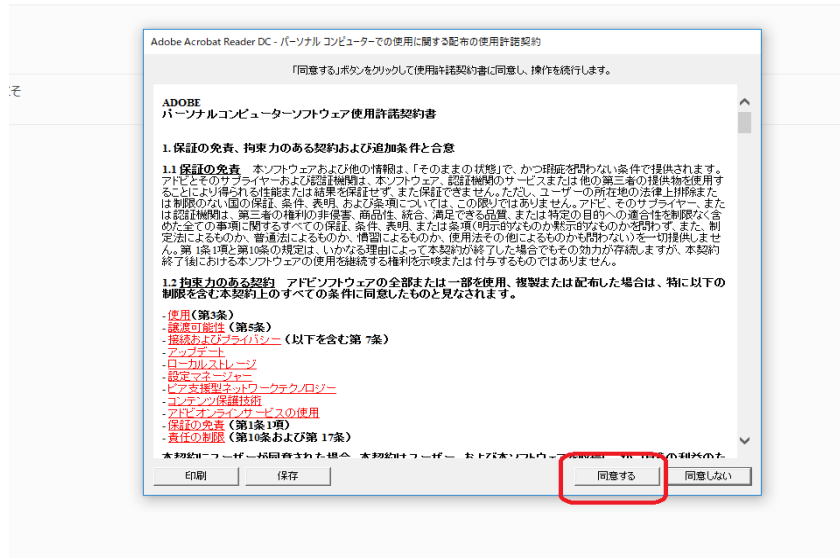 そ
Adobe Acrobat Reader DC - パーソナル コンピューターでの使用に関する配布の使用許諾契約
「同意する」ボタンをクリックして使用許諾契約書に同意し、操作を続行します。
ADOBE
パーソナルコンピューターソフトウェア使用許諾契約書
1. 保証の免責、拘束力のある契約および追加条件と合意
1.1 保証の免責　本ソフトウェアおよび他の情報は、「そのままの状態」で、かつ瑕疵を問わない条件で提供されます。
アドビとそのサプライヤーおよび認証機関は、本ソフトウェア、認証機関のサービスまたは他の第三者の提供物を使用す
ることにより得られる性能または結果を保証せず、また保証できません。ただし、ユーザーの所在地の法律上排除また
は制限のない国の保証、条件、表明、および条項については、この限りではありません。アドビ、そのサプライヤー、また
は認証機関は、第三者の権利の非侵害、商品性、統合、満足できる品質、または特定の目的への適合性を制限なく含
めた全ての事項に関するすべての保証、条件、表明、または条項(明示的なものか黙示的なものかを問わず、また、制
定法によるものか、普通法によるものか、慣習によるものか、使用法その他によるものかも問わない)を一切提供しませ
ん。第 1条1項と第10条の規定は、いかなる理由によって本契約が終了した場合でもその効力が存続しますが、本契約
終了後における本ソフトウェアの使用を継続する権利を示唆または付与するものではありません。
1.2 拘束力のある契約　アドビソフトウェアの全部または一部を使用、複製または配布した場合は、特に以下の
制限を含む本契約上のすべての条件に同意したものと見なされます。
- 使用(第3条)
- 譲渡可能性 (第5条)
- 接続およびプライバシー (以下を含む第 7条)
- アップデート
- ローカルストレージ
- 設定マネージャー
- ピア支援型ネットワークテクノロジー
- コンテンツ保護技術
- アドビオンラインサービスの使用
- 保証の免責 (第1条1項)
- 責任の制限 (第10条および第 17条)
印刷
保存
同意する
同意しない